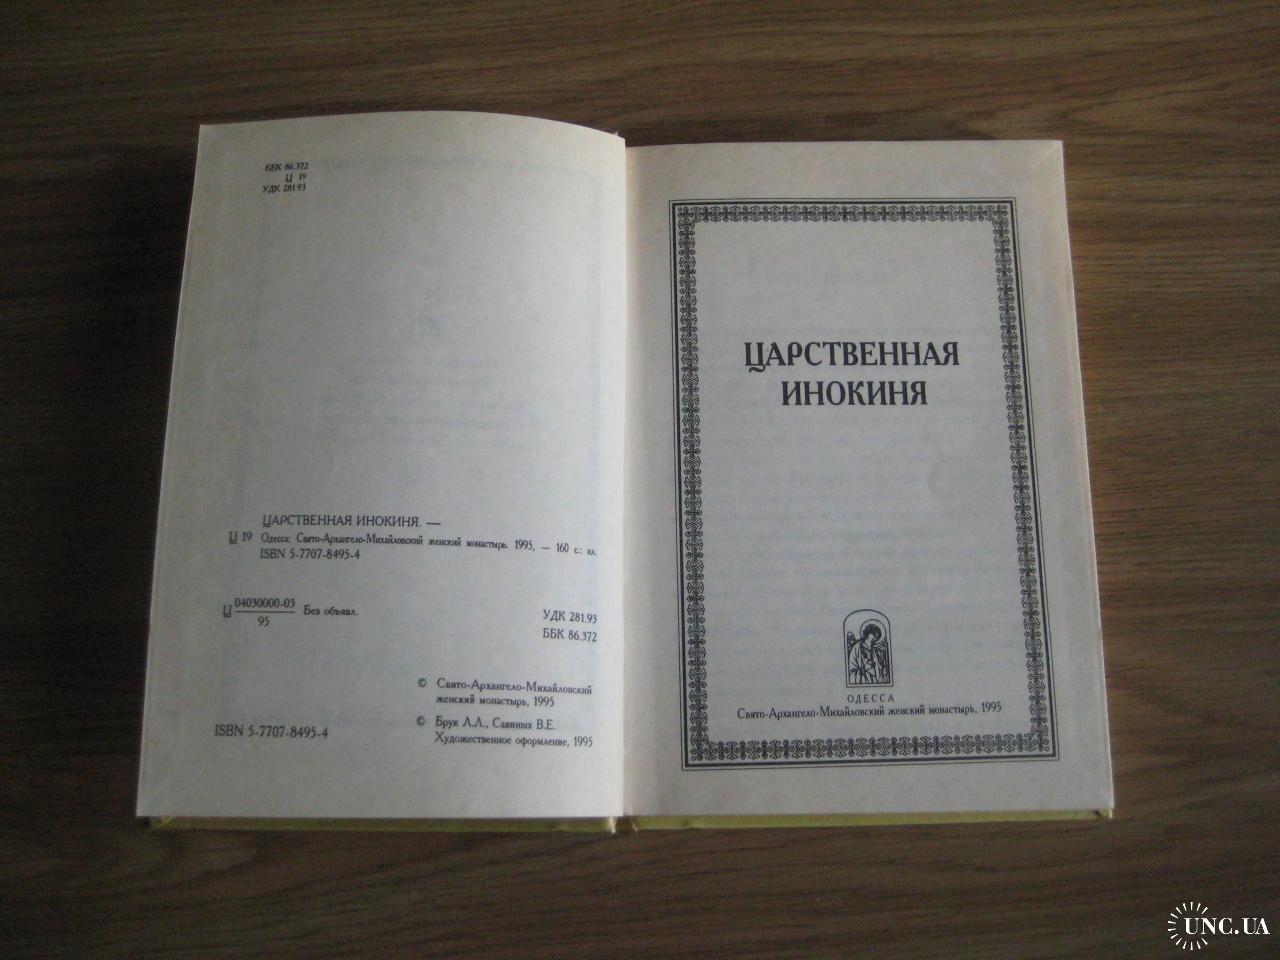 ББК 86.372
Ц 19
УДК 281.93
ЦАРСТВЕННАЯ ИНОКИНЯ. —
Ц 19 Одесса: Свято-Архангело-Михайловский женский монастырь. 1995, — 160 с.: ил.
ISBN 5-7707-8495-4
Ц 04030000-03 Без объявл.
95
УДК 281.93
ББК 86.372
© Свято-Архангело-Михайловский
женский монастырь, 1995
© Брук Л.Л., Савиных В.Е.
Художественное оформление, 1995
ISBN 5-7707-8495-4
ЦАРСТВЕННАЯ
ИНОКИНЯ
ОДЕССА
Свято-Архангело-Михайловский женский монастырь, 1995
UNC.UA